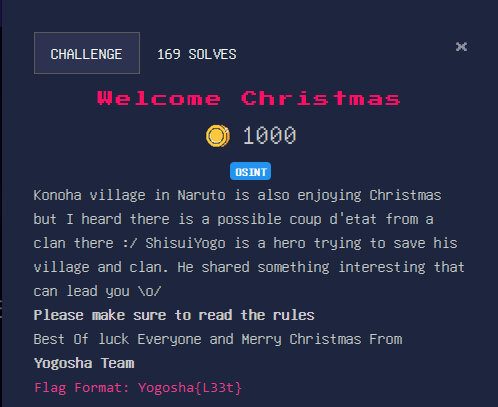 CHALLENGE 169 SOLVES ×
Welcome Christmas
1000
OSINT
Konoha village in Naruto is also enjoying Christmas
but I heard there is a possible coup d'etat from a
clan there :/ ShisuiYogo is a hero trying to save his
village and clan. He shared something interesting that
can lead you \o/
Please make sure to read the rules
Best Of luck Everyone and Merry Christmas From
Yogosha Team
Flag Format: Yogosha{L33t}